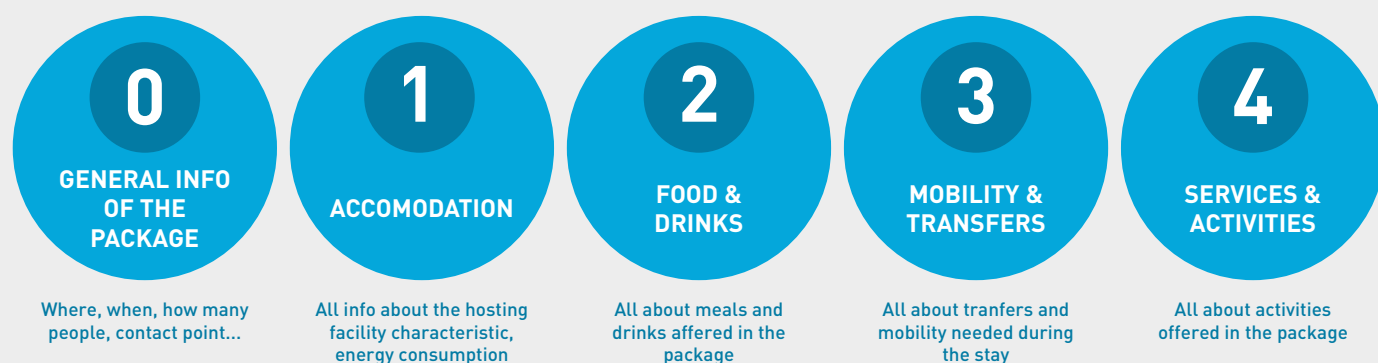 0
GENERAL INFO
OF THE
PACKAGE
Where, when, how many
people, contact point...
1
ACCOMODATION
All info about the hosting
facility characteristic,
energy consumption
2
FOOD &
DRINKS
All about meals and
drinks affered in the
package
3
MOBILITY &
TRANSFERS
All about tranfers and
mobility needed during
the stay
4
SERVICES &
ACTIVITIES
All about activities
offered in the package